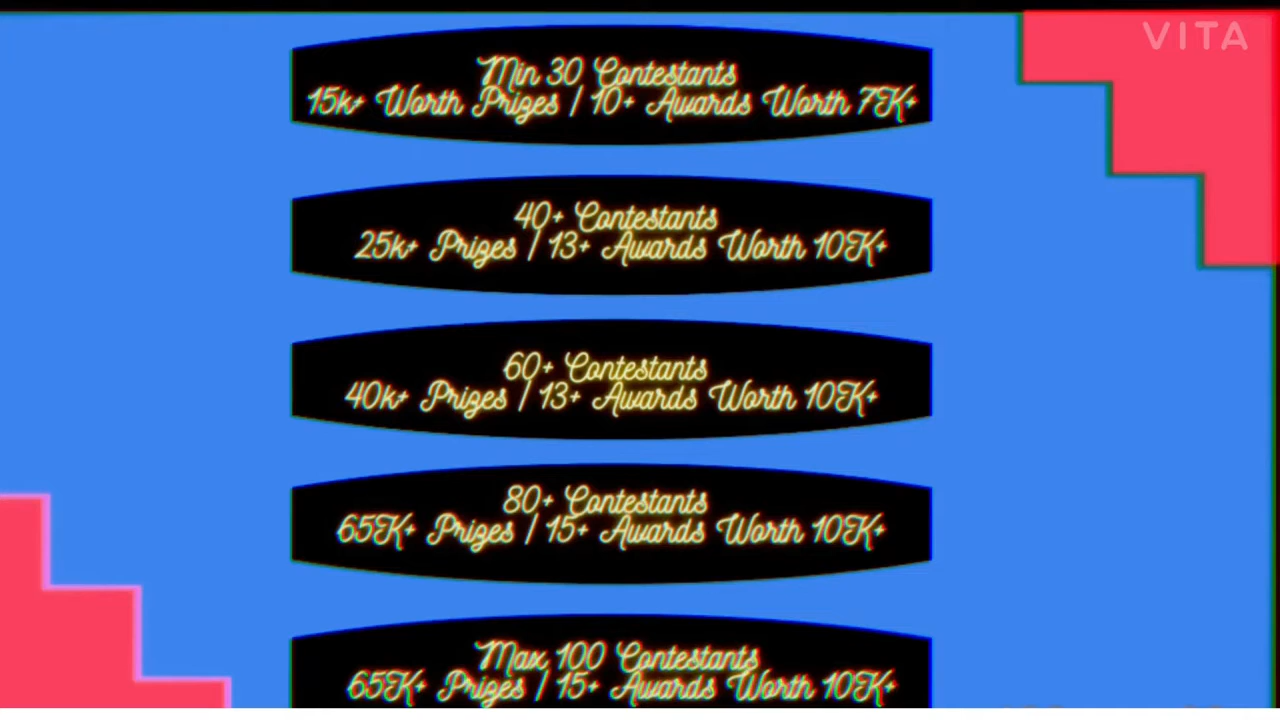 VITA
Min 30 Contestants
15k+ Worth Prizes / 10+ Awards Worth 7K+
40+ Contestants
25k+ Prizes / 13+ Awards Worth 10K+
60+ Contestants
40k+ Prizes / 13+ Awards Worth 10K+
80+ Contestants
65K+ Prizes / 15+ Awards Worth 10K+
Max 100 Contestants
65K+ Prizes / 15+ Awards Worth 10K+